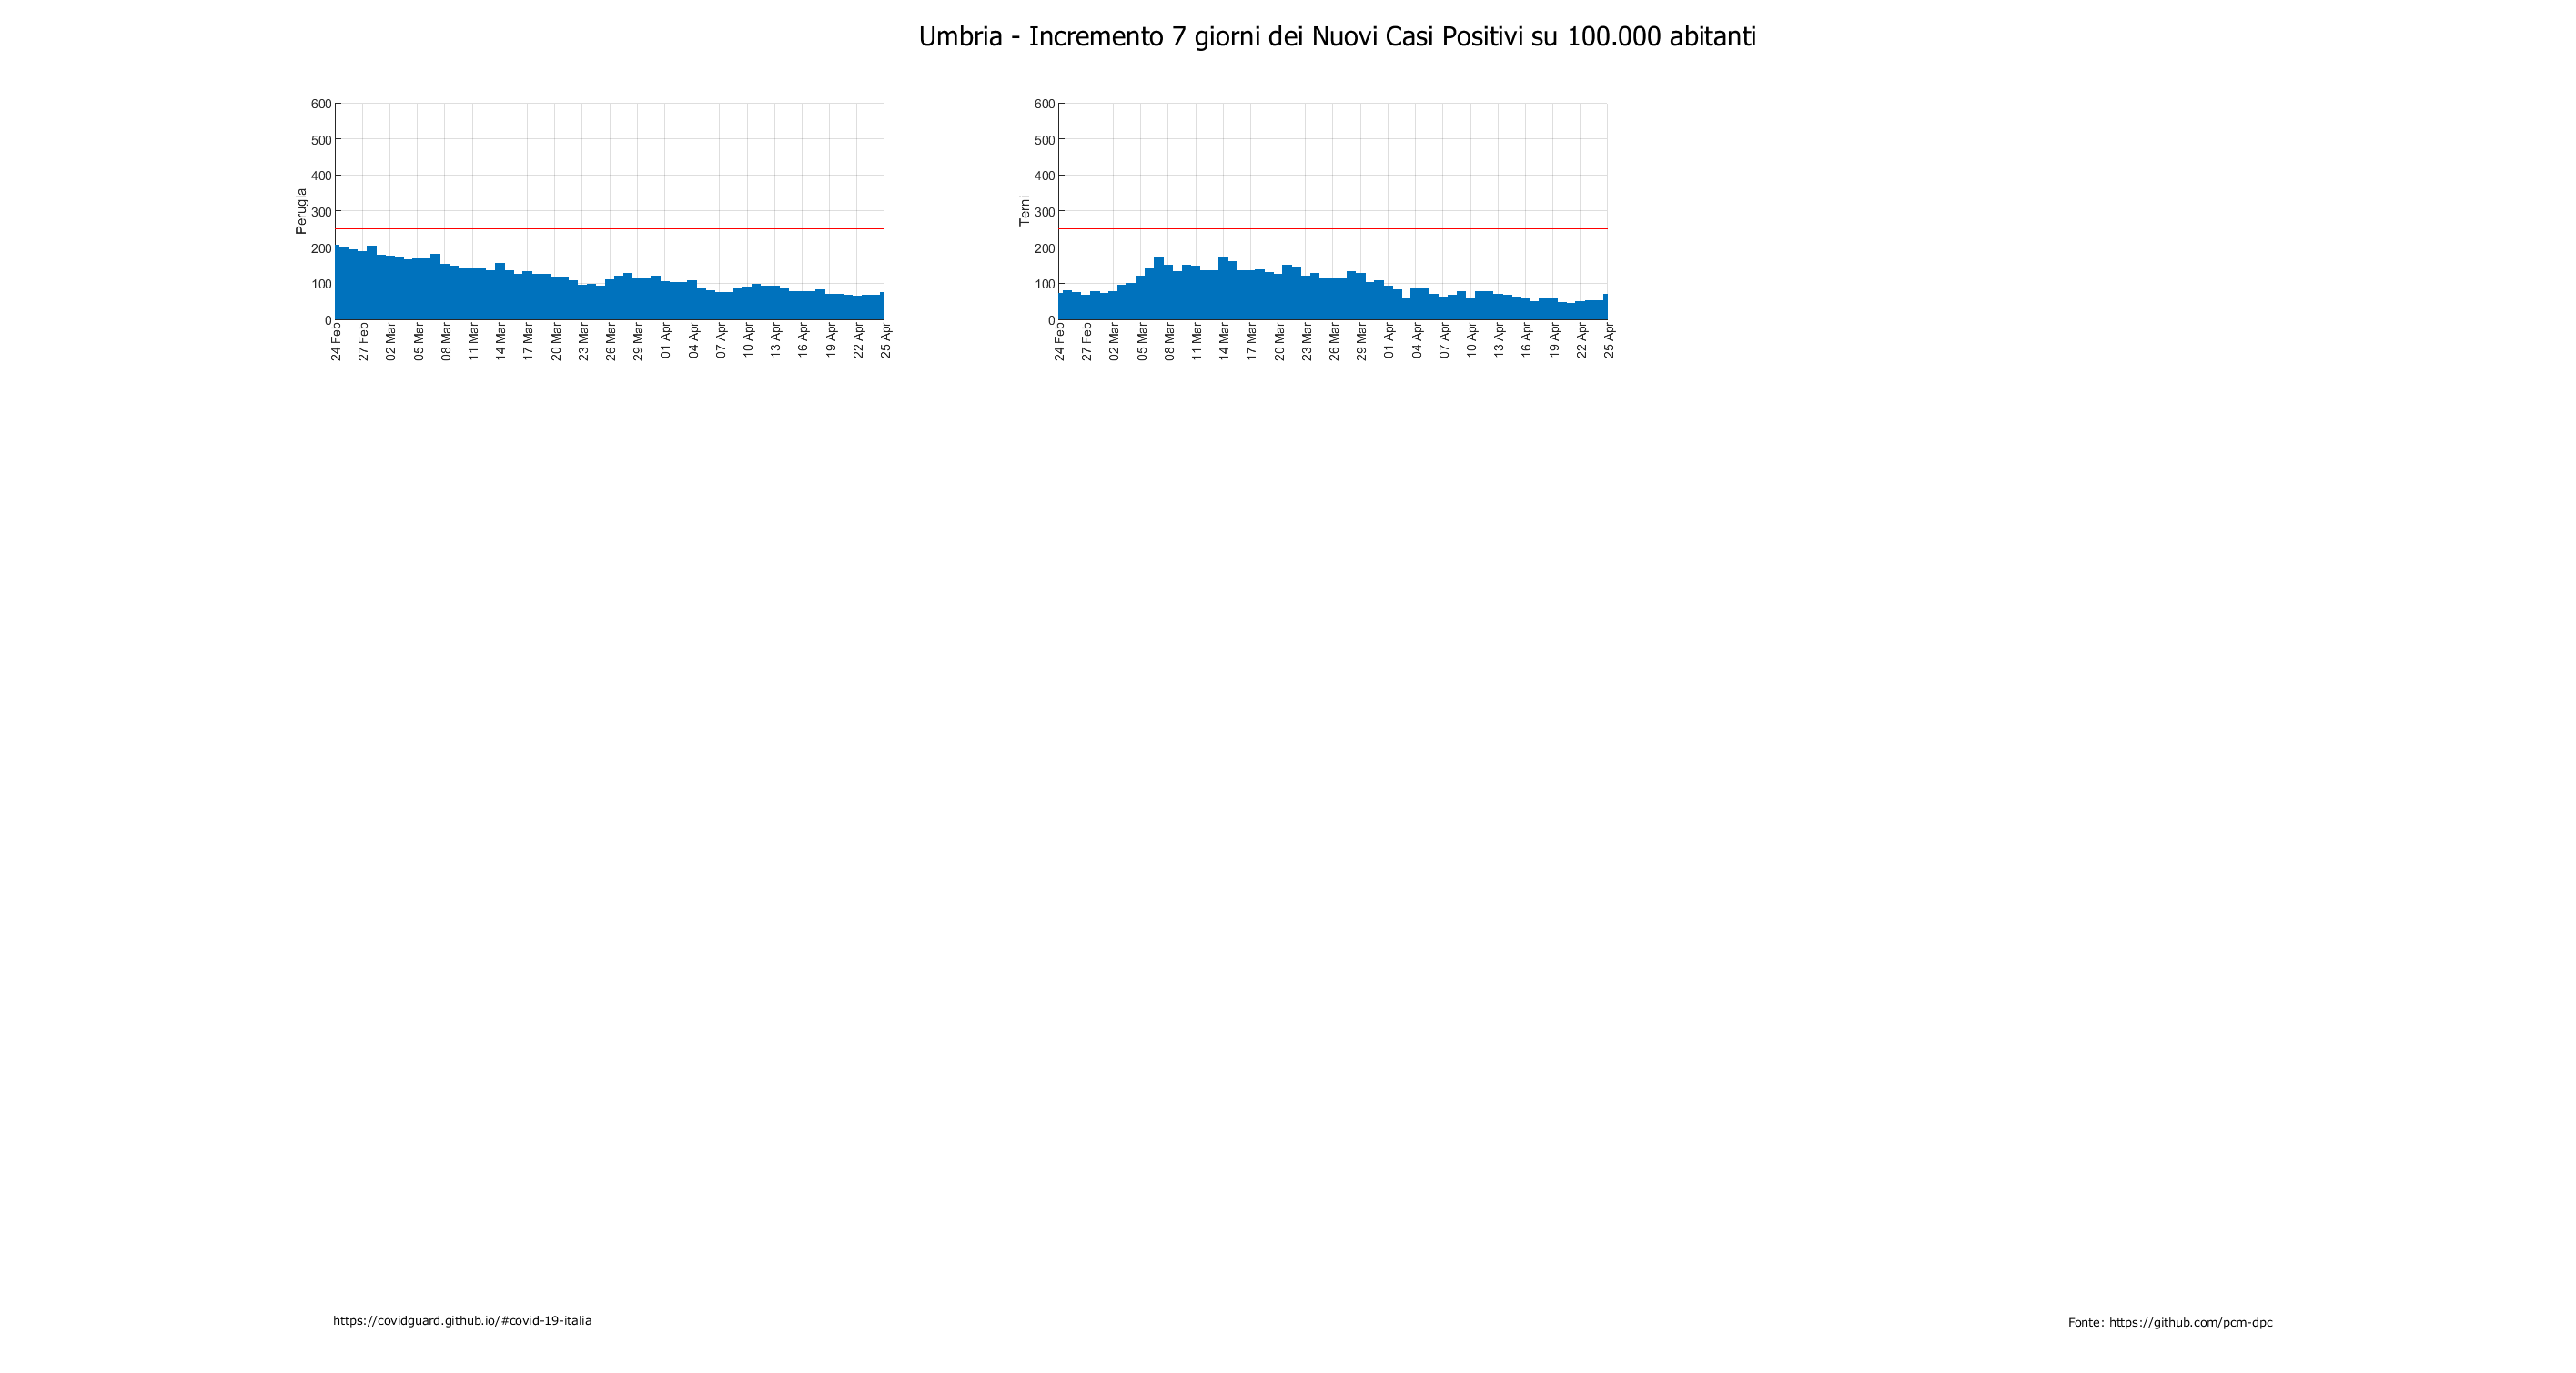 Umbria - Incremento 7 giorni dei Nuovi Casi Positivi su 100.000 abitanti
Perugia
600
500
400
300
200
100
0
24 Feb
27 Feb
02 Mar
05 Mar
08 Mar
11 Mar
14 Mar
17 Mar
20 Mar
23 Mar
26 Mar
29 Mar
01 Apr
04 Apr
07 Apr
10 Apr
13 Apr
16 Apr
19 Apr
22 Apr
25 Apr
Terni
600
500
400
300
200
100
0
24 Feb
27 Feb
02 Mar
05 Mar
08 Mar
11 Mar
14 Mar
17 Mar
20 Mar
23 Mar
26 Mar
29 Mar
01 Apr
04 Apr
07 Apr
10 Apr
13 Apr
16 Apr
19 Apr
22 Apr
25 Apr
https://covidguard.github.io/#covid-19-italia
Fonte: https://github.com/pcm-dpc